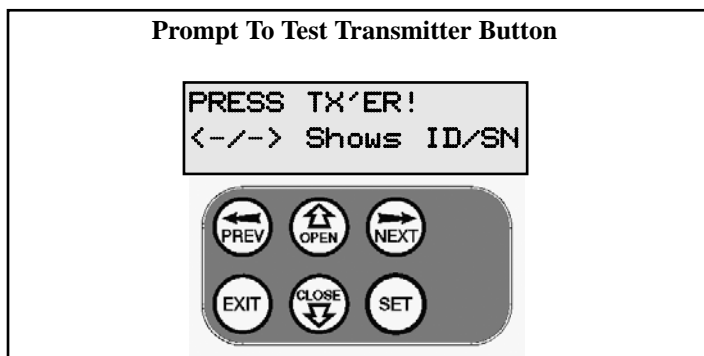 Prompt To Test Transmitter Button
PRESS TX'ER!
<-/-> Shows ID/SN
PREV
OPEN
NEXT
EXIT
CLOSE
SET